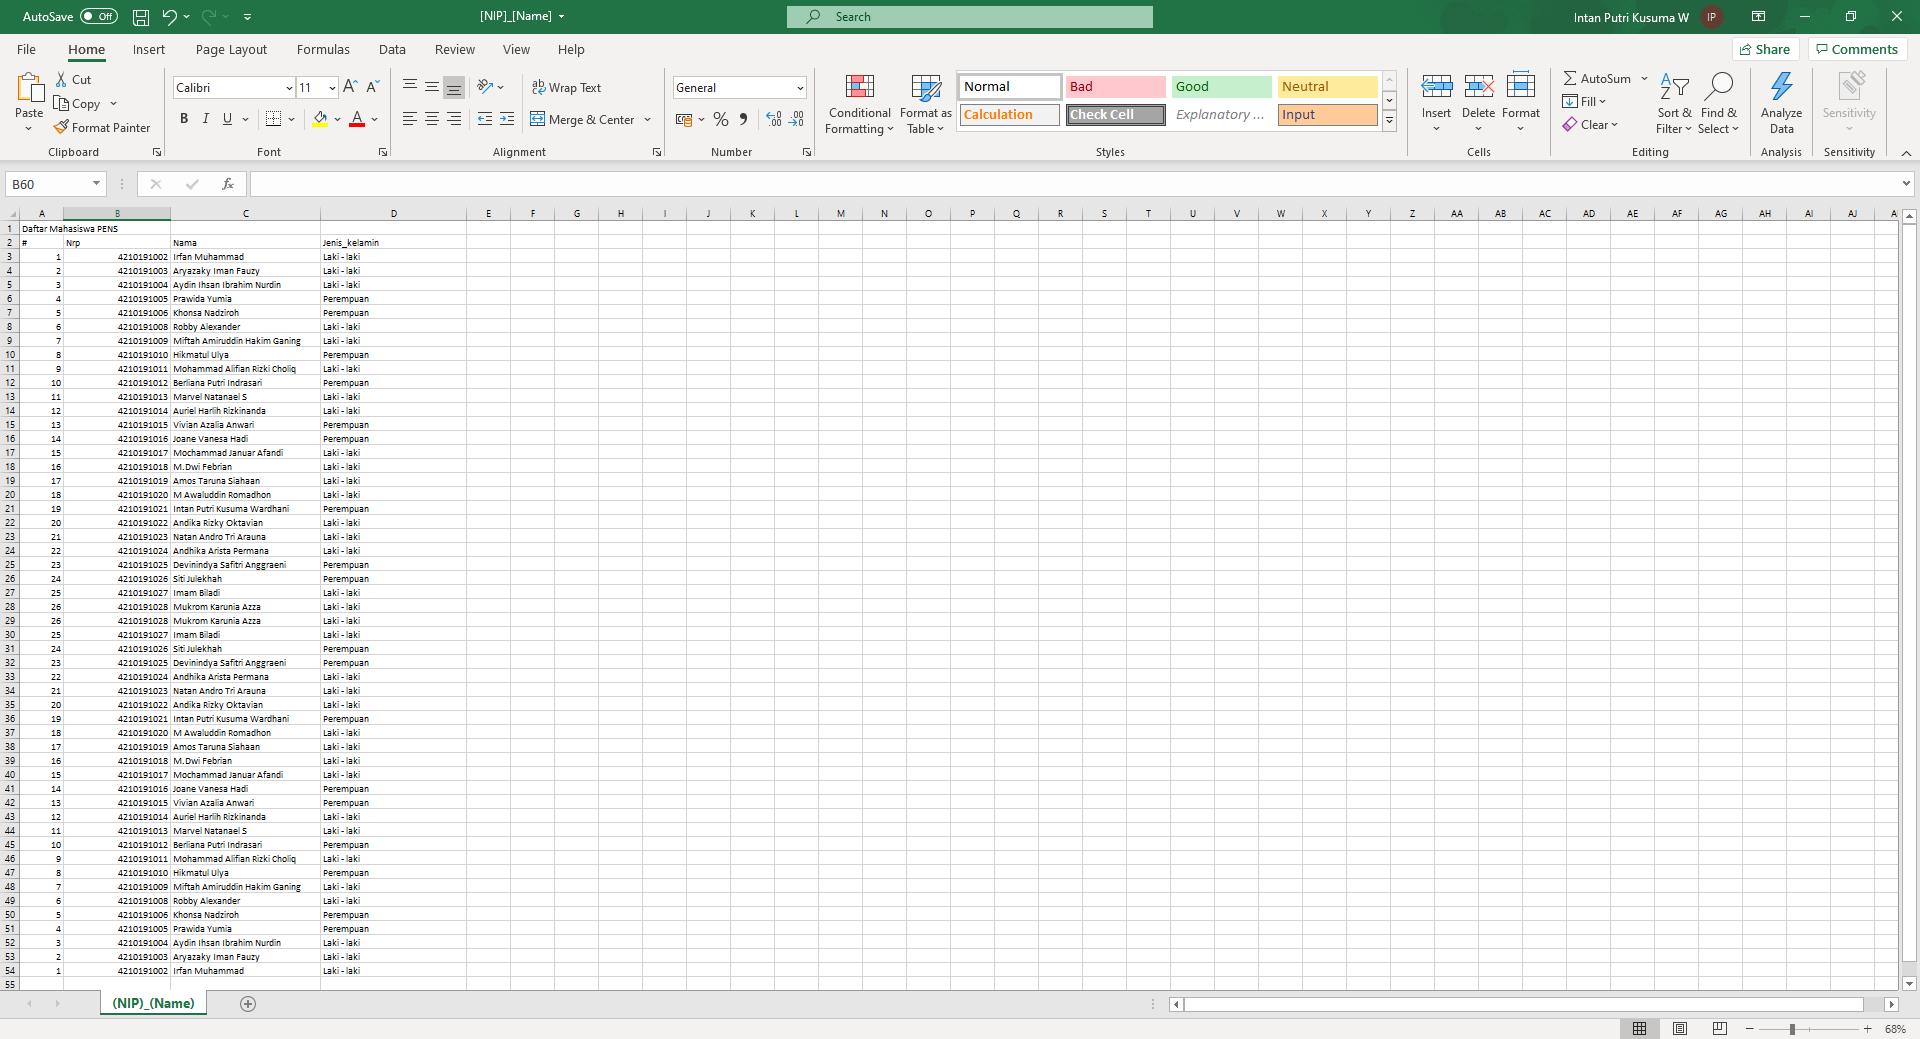 AutoSave Off [NIP]_[Name] Search Intan Putri Kusuma W IP
File Home Insert Page Layout Formulas Data Review View Help Share Comments
Paste Cut Copy Format Painter
Calibri 11 A A
B I U A
Wrap Text
Merge & Center
General
% 9
Conditional Formatting Format as Table
Normal Bad Good Neutral
Calculation Check Cell Explanatory ... Input
Insert Delete Format
AutoSum Fill Clear
Sort & Filter Find & Select
Analyze Data Sensitivity
Clipboard Font Alignment Number Styles Cells Editing Analysis Sensitivity
B60 fx
A B C D E F G H I J K L M N O P Q R S T U V W X Y Z AA AB AC AD AE AF AG AH AI AJ
1 Daftar Mahasiswa PENS
2 # Nrp Nama Jenis_kelamin
3 1 4210191002 Irfan Muhammad Laki - laki
4 2 4210191003 Aryazaky Iman Fauzy Laki - laki
5 3 4210191004 Aydin Ihsan Ibrahim Nurdin Laki - laki
6 4 4210191005 Prawida Yumia Perempuan
7 5 4210191006 Khonsa Nadziroh Perempuan
8 6 4210191008 Robby Alexander Laki - laki
9 7 4210191009 Miftah Amiruddin Hakim Ganing Laki - laki
10 8 4210191010 Hikmatul Ulya Perempuan
11 9 4210191011 Mohammad Alifian Rizki Choliq Laki - laki
12 10 4210191012 Berliana Putri Indrasari Perempuan
13 11 4210191013 Marvel Natanael S Laki - laki
14 12 4210191014 Auriel Harlih Rizkinanda Laki - laki
15 13 4210191015 Vivian Azalia Anwari Perempuan
16 14 4210191016 Joane Vanesa Hadi Perempuan
17 15 4210191017 Mochammad Januar Afandi Laki - laki
18 16 4210191018 M.Dwi Febrian Laki - laki
19 17 4210191019 Amos Taruna Siahaan Laki - laki
20 18 4210191020 M Awaluddin Romadhon Laki - laki
21 19 4210191021 Intan Putri Kusuma Wardhani Perempuan
22 20 4210191022 Andika Rizky Oktavian Laki - laki
23 21 4210191023 Natan Andro Tri Arauna Laki - laki
24 22 4210191024 Andhika Arista Permana Laki - laki
25 23 4210191025 Devinindya Safitri Anggraeni Perempuan
26 24 4210191026 Siti Julekhah Perempuan
27 25 4210191027 Imam Biladi Laki - laki
28 26 4210191028 Mukrom Karunia Azza Laki - laki
29 26 4210191028 Mukrom Karunia Azza Laki - laki
30 25 4210191027 Imam Biladi Laki - laki
31 24 4210191026 Siti Julekhah Perempuan
32 23 4210191025 Devinindya Safitri Anggraeni Perempuan
33 22 4210191024 Andhika Arista Permana Laki - laki
34 21 4210191023 Natan Andro Tri Arauna Laki - laki
35 20 4210191022 Andika Rizky Oktavian Laki - laki
36 19 4210191021 Intan Putri Kusuma Wardhani Perempuan
37 18 4210191020 M Awaluddin Romadhon Laki - laki
38 17 4210191019 Amos Taruna Siahaan Laki - laki
39 16 4210191018 M.Dwi Febrian Laki - laki
40 15 4210191017 Mochammad Januar Afandi Laki - laki
41 14 4210191016 Joane Vanesa Hadi Perempuan
42 13 4210191015 Vivian Azalia Anwari Perempuan
43 12 4210191014 Auriel Harlih Rizkinanda Laki - laki
44 11 4210191013 Marvel Natanael S Laki - laki
45 10 4210191012 Berliana Putri Indrasari Perempuan
46 9 4210191011 Mohammad Alifian Rizki Choliq Laki - laki
47 8 4210191010 Hikmatul Ulya Perempuan
48 7 4210191009 Miftah Amiruddin Hakim Ganing Laki - laki
49 6 4210191008 Robby Alexander Laki - laki
50 5 4210191006 Khonsa Nadziroh Perempuan
51 4 4210191005 Prawida Yumia Perempuan
52 3 4210191004 Aydin Ihsan Ibrahim Nurdin Laki - laki
53 2 4210191003 Aryazaky Iman Fauzy Laki - laki
54 1 4210191002 Irfan Muhammad Laki - laki
55
(NIP)_(Name)
68%